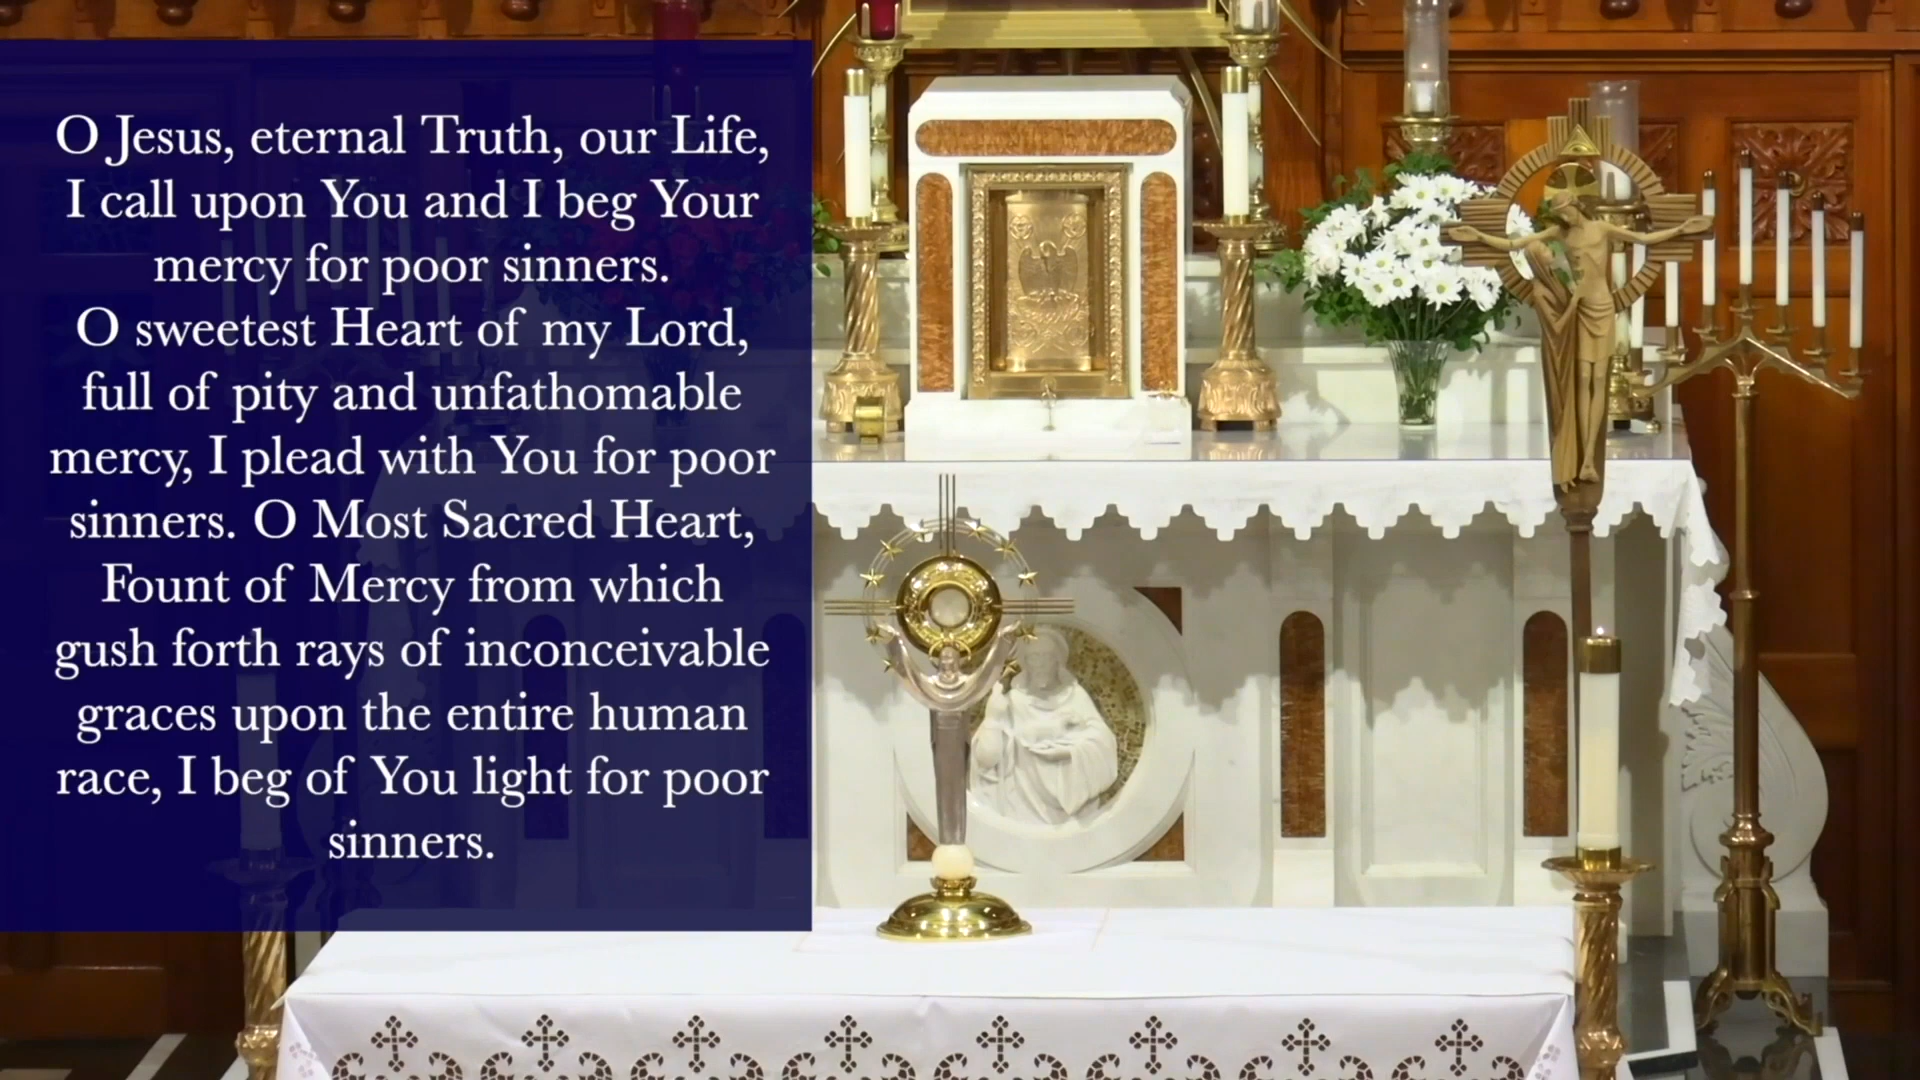 O Jesus, eternal Truth, our Life,
I call upon You and I beg Your
mercy for poor sinners.
O sweetest Heart of my Lord,
full of pity and unfathomable
mercy, I plead with You for poor
sinners. O Most Sacred Heart,
Fount of Mercy from which
gush forth rays of inconceivable
graces upon the entire human
race, I beg of You light for poor
sinners.